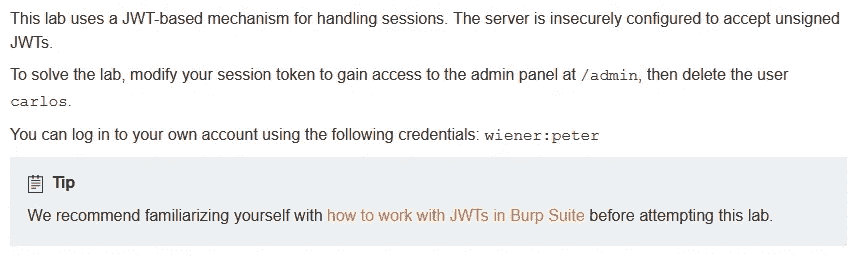 This lab uses a JWT-based mechanism for handling sessions. The server is insecurely configured to accept unsigned
JWTs.
To solve the lab, modify your session token to gain access to the admin panel at /admin, then delete the user
carlos.
You can log in to your own account using the following credentials: wiener:peter
Tip
We recommend familiarizing yourself with how to work with JWTs in Burp Suite before attempting this lab.